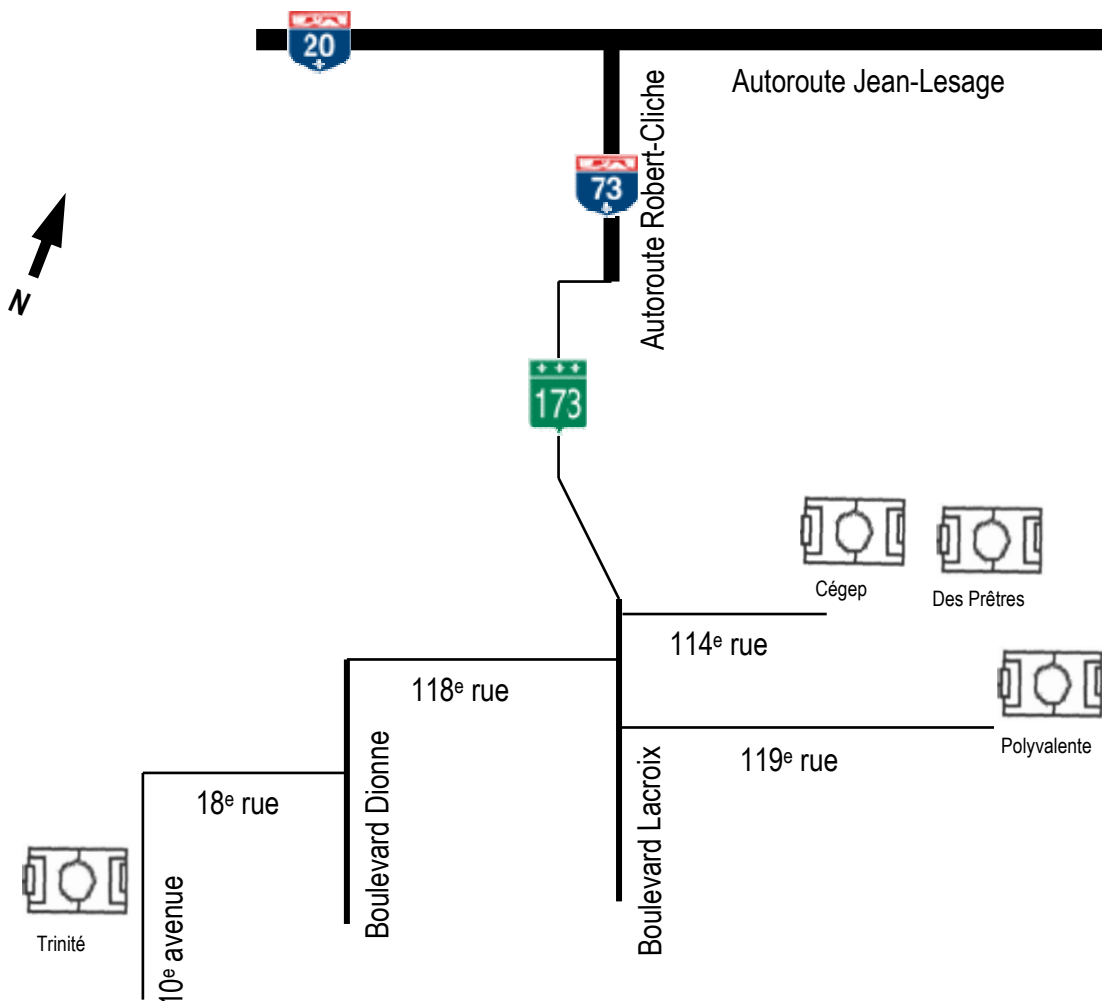 20
Autoroute Jean-Lesage
Autoroute Robert-Cliche
73
N
173
Cégep
Des Prêtres
114e rue
118e rue
Polyvalente
119e rue
Boulevard Dionne
Boulevard Lacroix
18e rue
Trinité
10e avenue